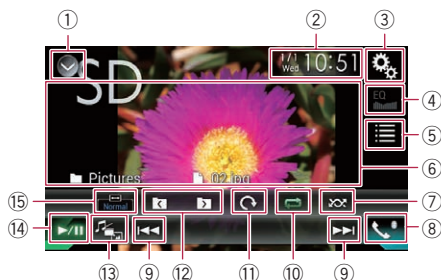 ① ② ③
SD
1/1
Wed 10:51
EQ
④
⑤
⑥
Pictures 02.jpg
⑮ Normal ⑦
⑭ ⑧
⑬ ⑨ ⑫ ⑪ ⑩ ⑨